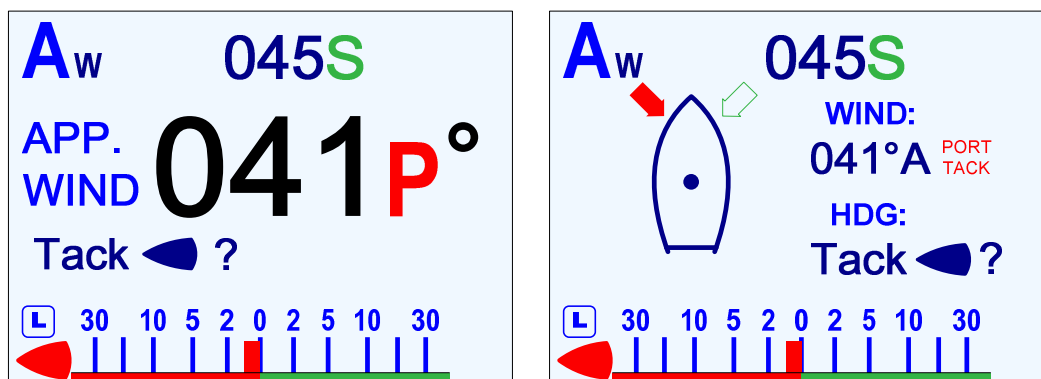 Aw 045S
APP.
WIND 041P°
Tack ?
L 30 10 5 2 0 2 5 10 30
Aw 045S
WIND:
041°A PORT
TACK
HDG:
Tack ?
L 30 10 5 2 0 2 5 10 30